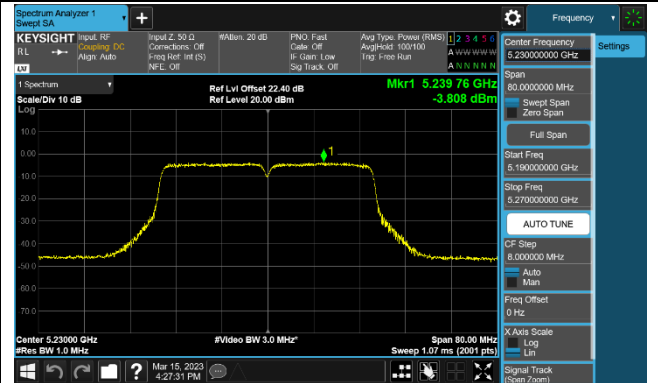 Spectrum Analyzer 1
Swept SA
+
Frequency
KEYSIGHT
RL
LXI
Input: RF
Coupling: DC
Align: Auto
Input Z: 50 Ω
Corrections: Off
Freq Ref: Int (S)
NFE: Off
#Atten: 20 dB
PNO: Fast
Gate: Off
IF Gain: Low
Sig Track: Off
Avg Type: Power (RMS)
Avg|Hold: 100/100
Trig: Free Run
1 2 3 4 5 6
A W W W W W
A N N N N N
1 Spectrum
Scale/Div 10 dB
Log
Ref Lvl Offset 22.40 dB
Ref Level 20.00 dBm
Mkr1 5.239 76 GHz
-3.808 dBm
10.0
0.00
1
-10.0
-20.0
-30.0
-40.0
-50.0
-60.0
-70.0
Center 5.23000 GHz
#Res BW 1.0 MHz
#Video BW 3.0 MHz*
Span 80.00 MHz
Sweep 1.07 ms (2001 pts)
Center Frequency
5.230000000 GHz
Settings
Span
80.0000000 MHz
Swept Span
Zero Span
Full Span
Start Freq
5.190000000 GHz
Stop Freq
5.270000000 GHz
AUTO TUNE
CF Step
8.000000 MHz
Auto
Man
Freq Offset
0 Hz
X Axis Scale
Log
Lin
Signal Track
(Span Zoom)
?
Mar 15, 2023
4:27:31 PM